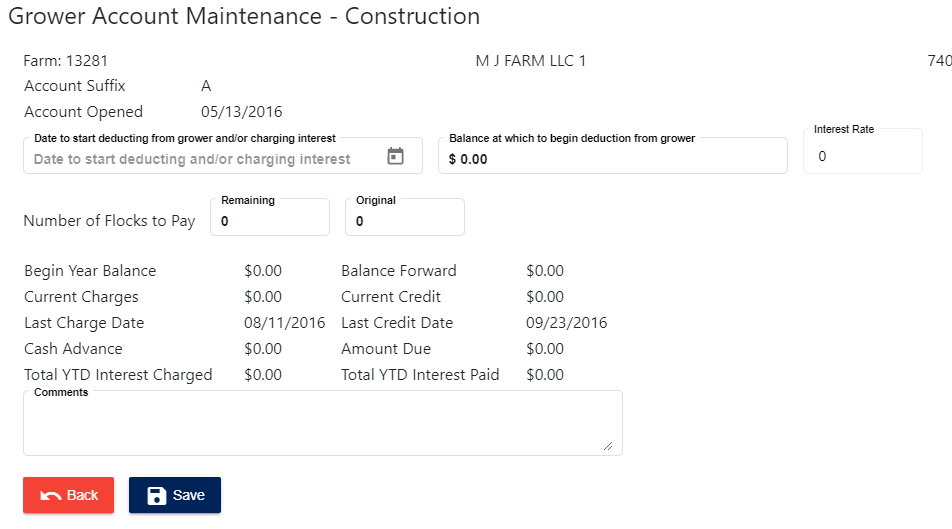 Grower Account Maintenance - Construction
Farm: 13281 M J FARM LLC 1 740
Account Suffix A
Account Opened 05/13/2016
Date to start deducting from grower and/or charging interest Balance at which to begin deduction from grower Interest Rate
Date to start deducting and/or charging interest $ 0.00 0
Remaining Original
Number of Flocks to Pay 0 0
Begin Year Balance $0.00 Balance Forward $0.00
Current Charges $0.00 Current Credit $0.00
Last Charge Date 08/11/2016 Last Credit Date 09/23/2016
Cash Advance $0.00 Amount Due $0.00
Total YTD Interest Charged $0.00 Total YTD Interest Paid $0.00
Comments
Back Save